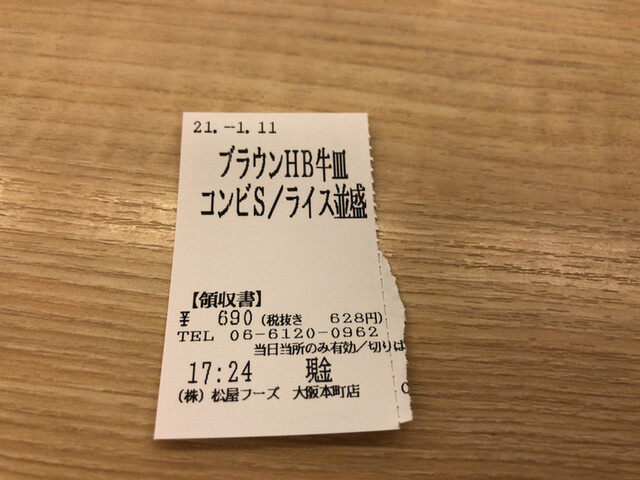 21.-1.11
ブラウンHB牛皿
コンビS/ライス並盛
【領収書】
¥ 690(税抜き 628円)
TEL 06-6120-0962
当日当所のみ有効/切りは
17:24 現金
(株)松屋フーズ 大阪本町店